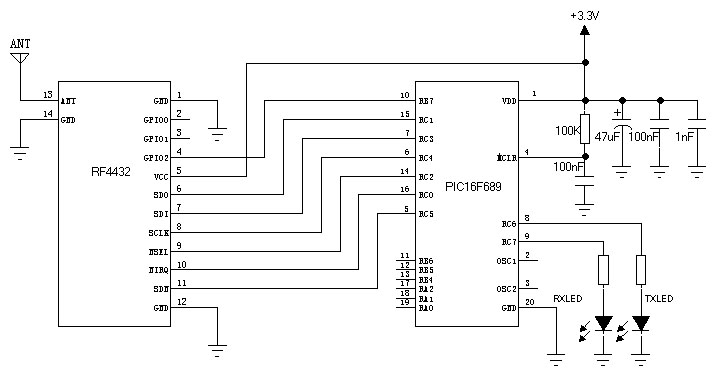 +3.3V
ANT
13 ANT
14 GND
RF4432
GND 1
GPIO0 2
GPIO1 3
GPIO2 4
VCC 5
SDO 6
SDI 7
SCLK 8
NSEL 9
NIRQ 10
SDN 11
GND 12
10 RB7
15 RC1
7 RC3
6 RC4
14 RC2
16 RC0
5 RC5
11 RB6
12 RB5
13 RB4
17 RA2
18 RA1
19 RA0
PIC16F689
VDD 1
MCLR 4
RC6 8
RC7 9
OSC1 2
OSC2 3
GND 20
100K
100nF
+
47uF
100nF
1nF
RXLED
TXLED